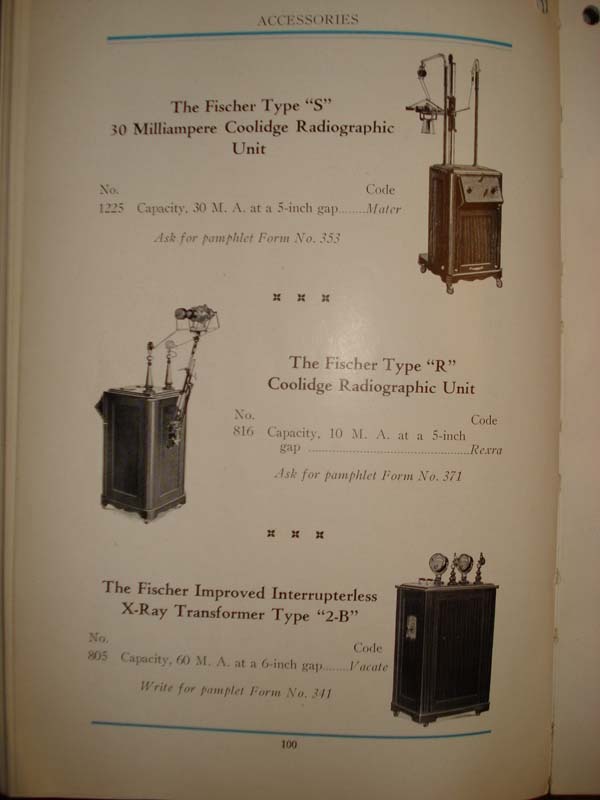 ACCESSORIES
The Fischer Type “S”
30 Milliampere Coolidge Radiographic
Unit
No. Code
1225 Capacity, 30 M. A. at a 5-inch gap........Mater
Ask for pamphlet Form No. 353
The Fischer Type “R”
Coolidge Radiographic Unit
No. Code
816 Capacity, 10 M. A. at a 5-inch
gap ............................................Rexra
Ask for pamphlet Form No. 371
The Fischer Improved Interrupterless
X-Ray Transformer Type “2-B”
No. Code
805 Capacity, 60 M. A. at a 6-inch gap.......Vacate
Write for pamplet Form No. 341
100